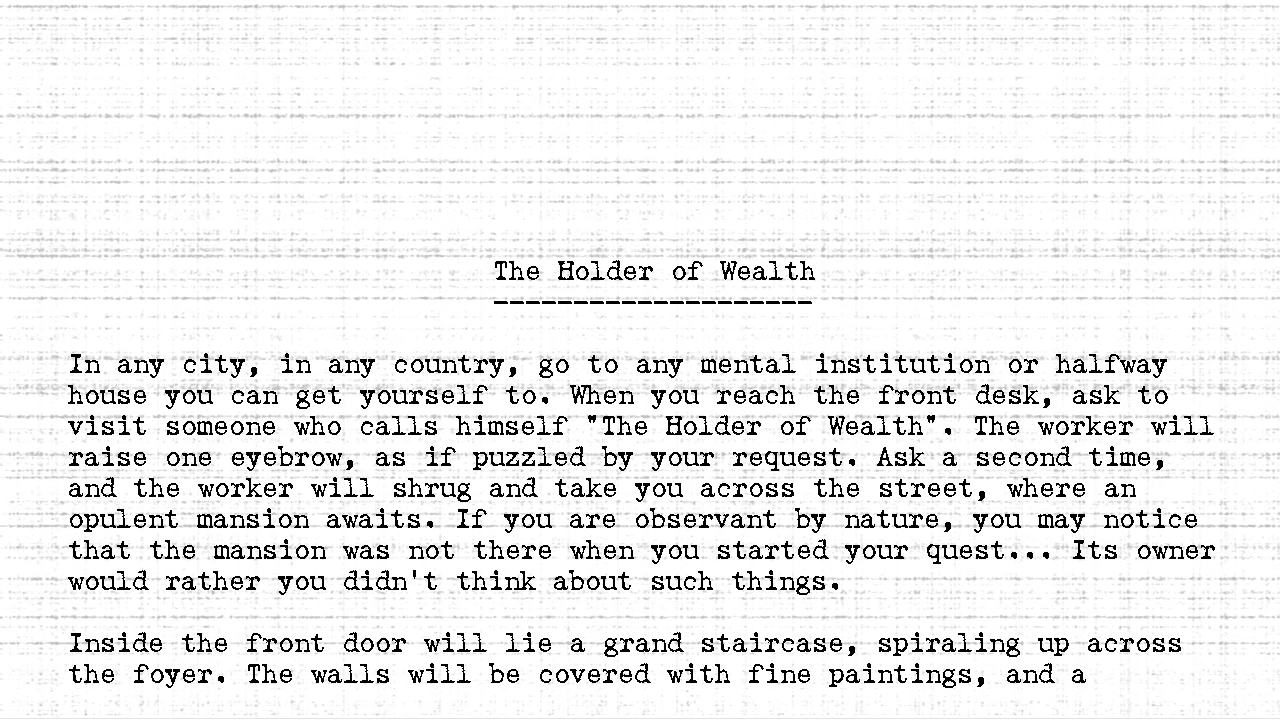 The Holder of Wealth
--------------------
In any city, in any country, go to any mental institution or halfway
house you can get yourself to. When you reach the front desk, ask to
visit someone who calls himself "The Holder of Wealth". The worker will
raise one eyebrow, as if puzzled by your request. Ask a second time,
and the worker will shrug and take you across the street, where an
opulent mansion awaits. If you are observant by nature, you may notice
that the mansion was not there when you started your quest... Its owner
would rather you didn't think about such things.
Inside the front door will lie a grand staircase, spiraling up across
the foyer. The walls will be covered with fine paintings, and a